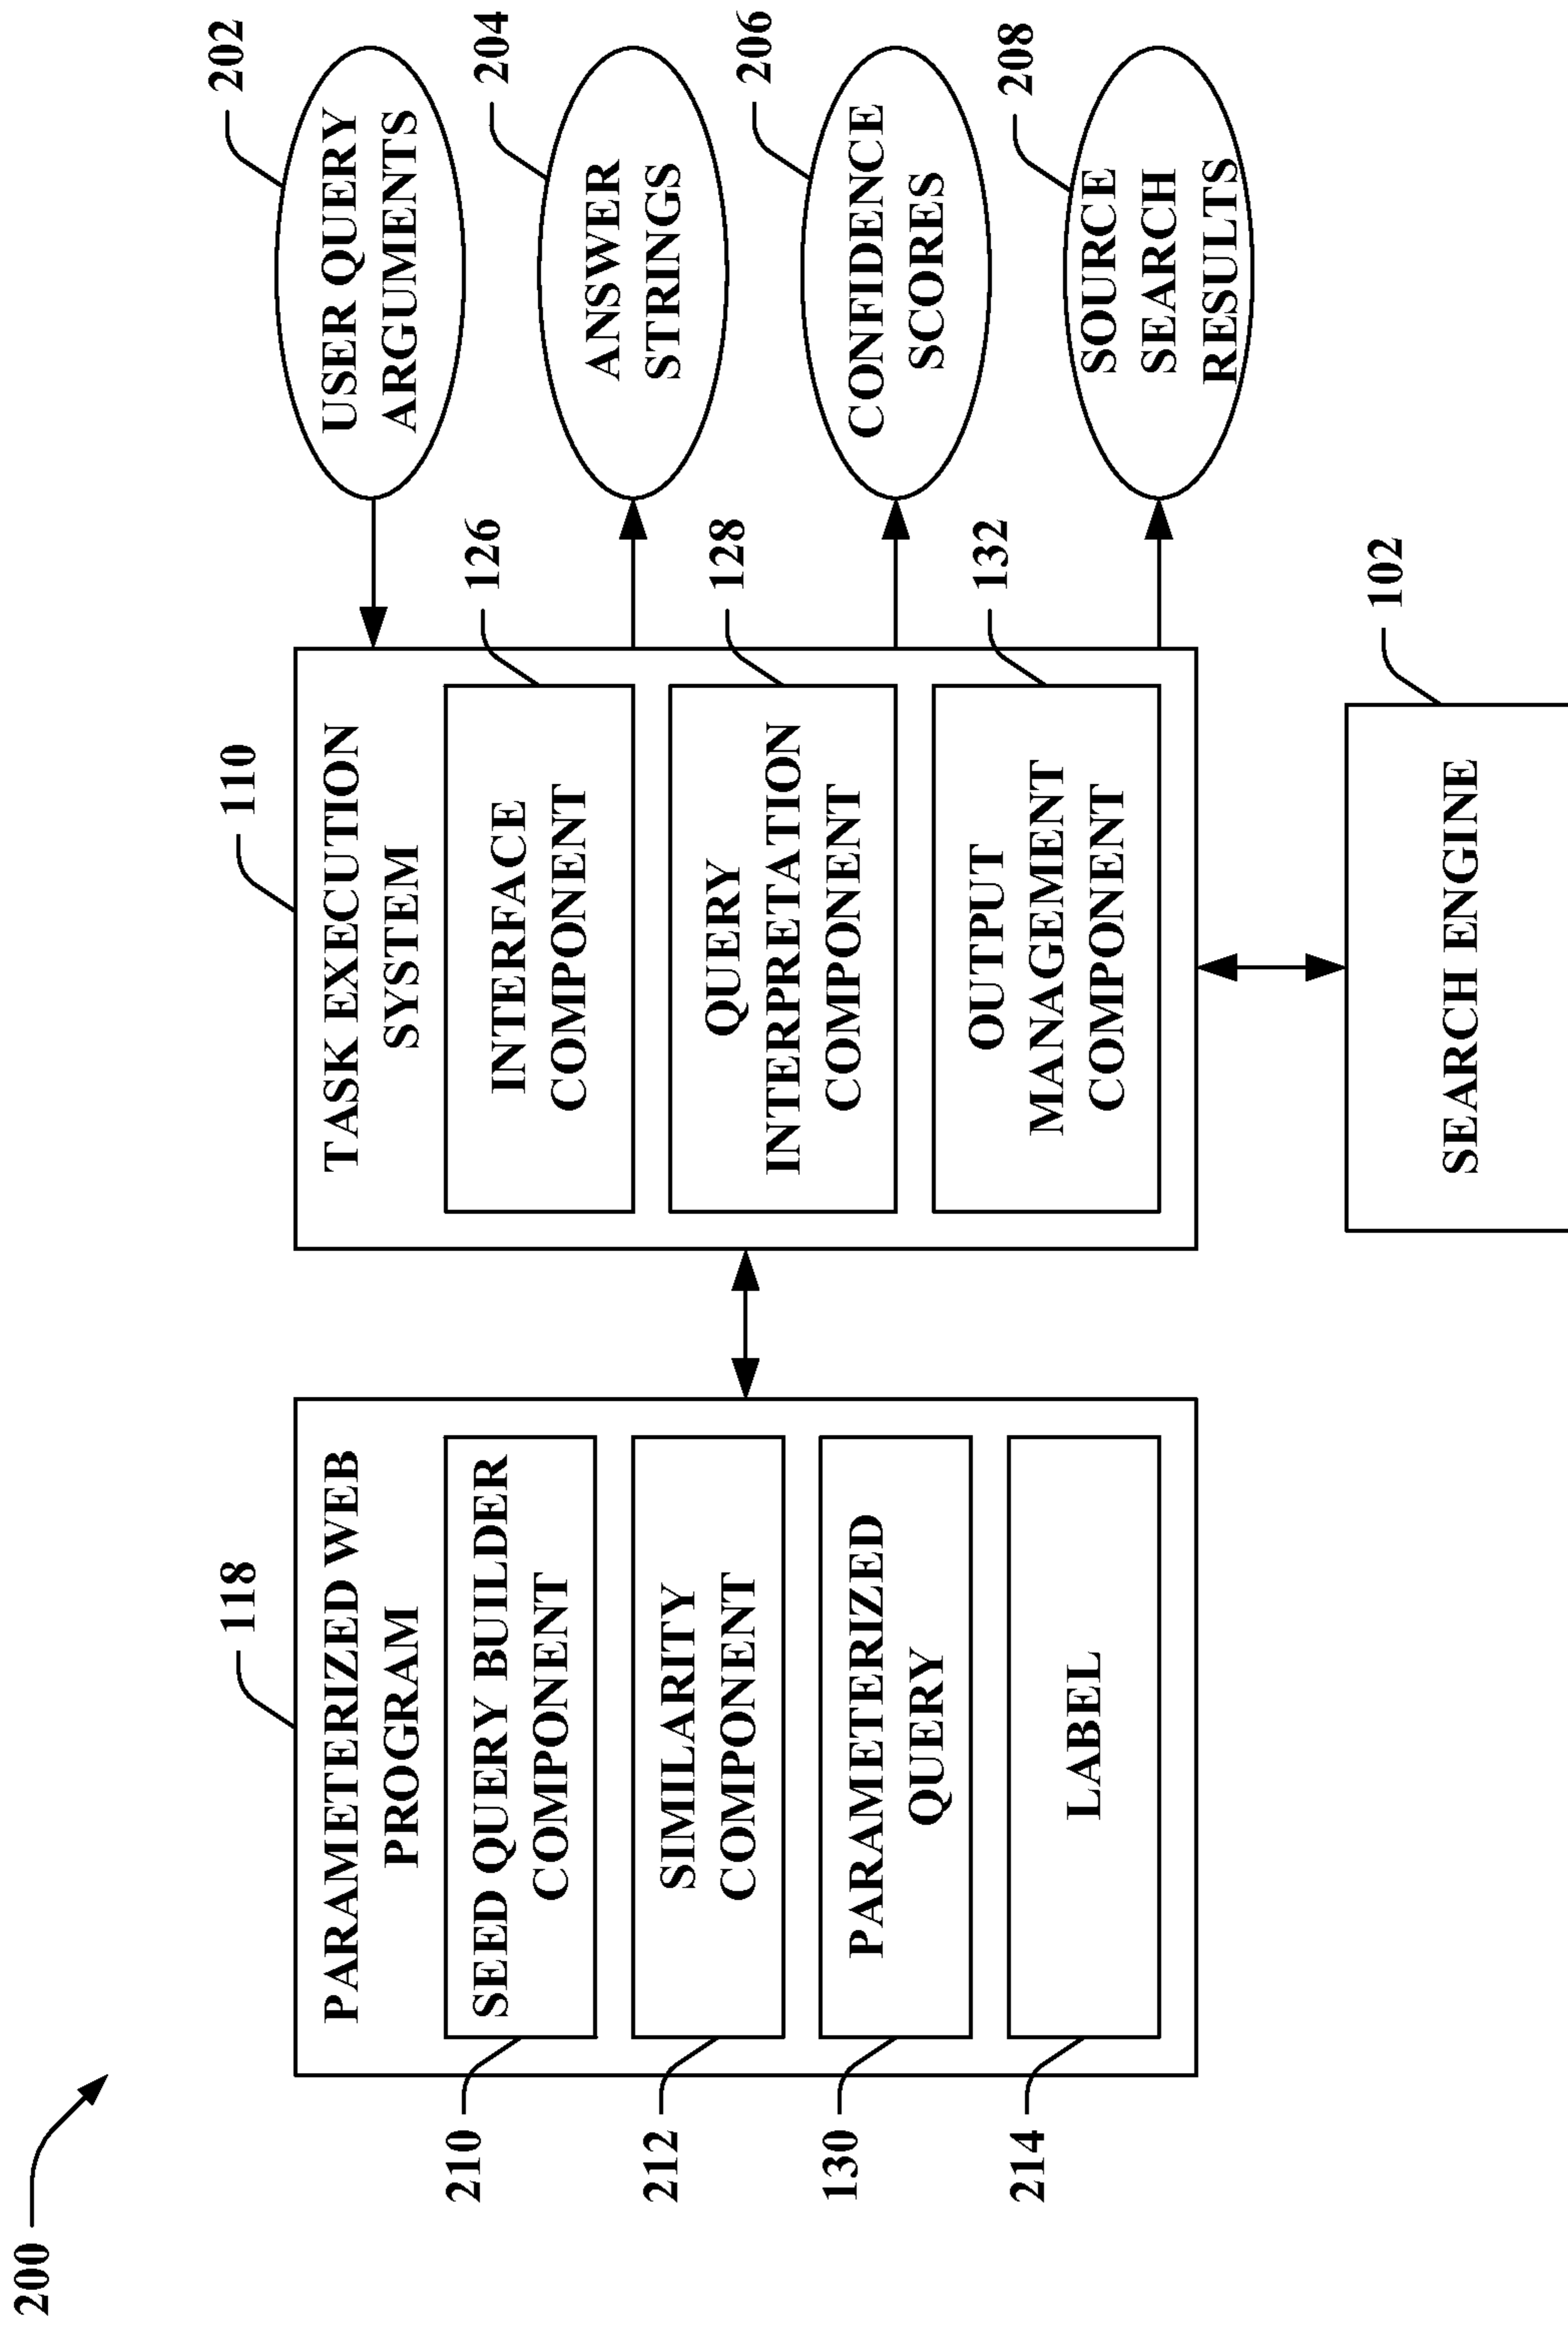 200
118
PARAMETERIZED WEB
PROGRAM
210
SEED QUERY BUILDER
COMPONENT
212
SIMILARITY
COMPONENT
130
PARAMETERIZED
QUERY
214
LABEL
110
TASK EXECUTION
SYSTEM
126
INTERFACE
COMPONENT
128
QUERY
INTERPRETATION
COMPONENT
132
OUTPUT
MANAGEMENT
COMPONENT
202
USER QUERY
ARGUMENTS
204
ANSWER
STRINGS
206
CONFIDENCE
SCORES
208
SOURCE
SEARCH
RESULTS
102
SEARCH ENGINE